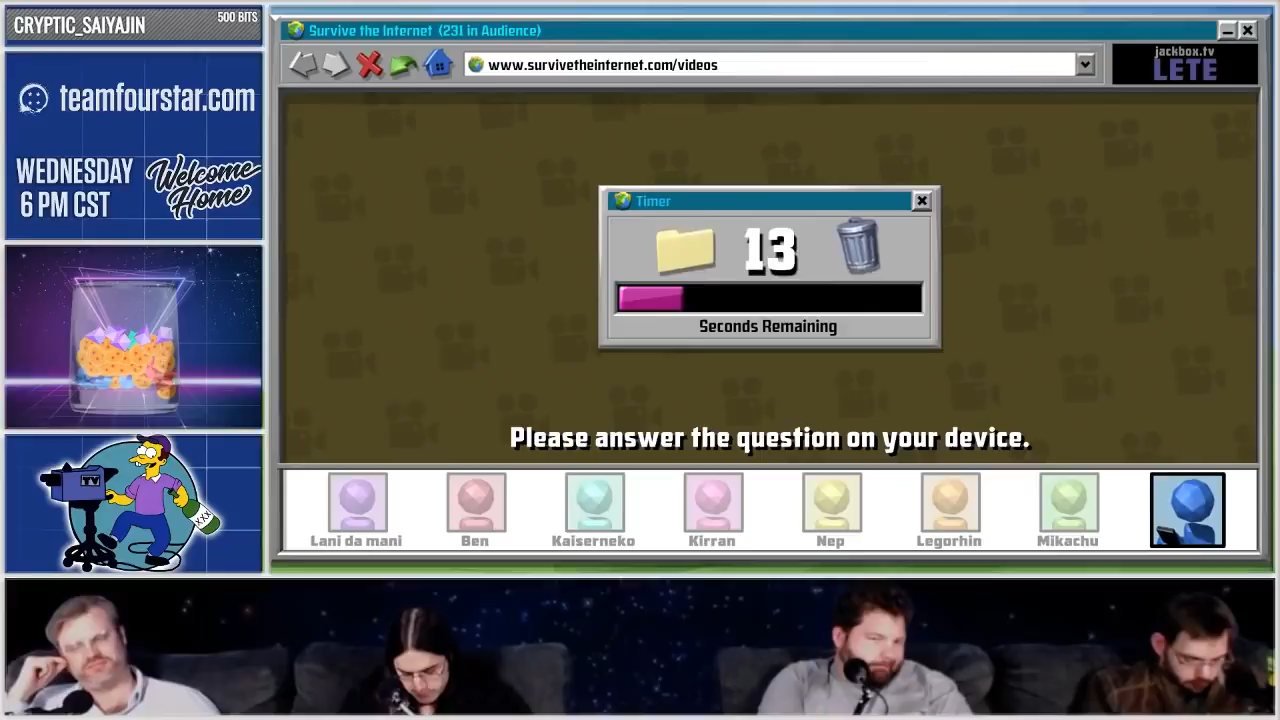 CRYPTIC_SAIYAJIN
500 BITS
teamfourstar.com
WEDNESDAY
6 PM CST
Welcome
Home
TV
XXX
Survive the Internet (231 in Audience)
www.survivetheinternet.com/videos
jackbox.tv
LETE
Timer
13
Seconds Remaining
Please answer the question on your device.
Lani da mani
Ben
Kaiserneko
Kirran
Nep
Legorhin
Mikachu